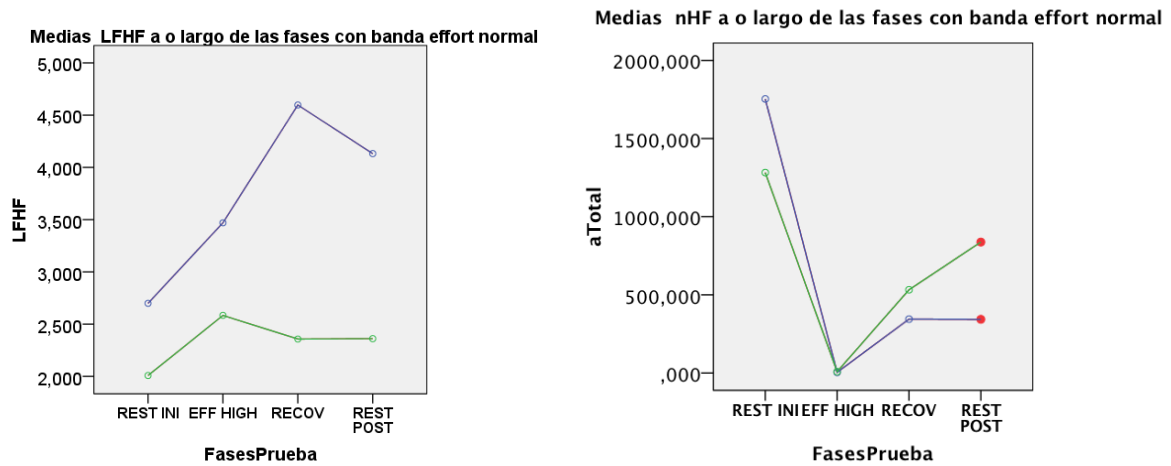 Medias LFHF a o largo de las fases con banda effort normal
5,000
4,500
4,000
3,500
3,000
2,500
2,000
LFHF
REST INI
EFF HIGH
RECOV
REST
POST
FasesPrueba
Medias nHF a o largo de las fases con banda effort normal
2000,000
1500,000
1000,000
500,000
,000
aTotal
REST INI
EFF HIGH
RECOV
REST
POST
FasesPrueba